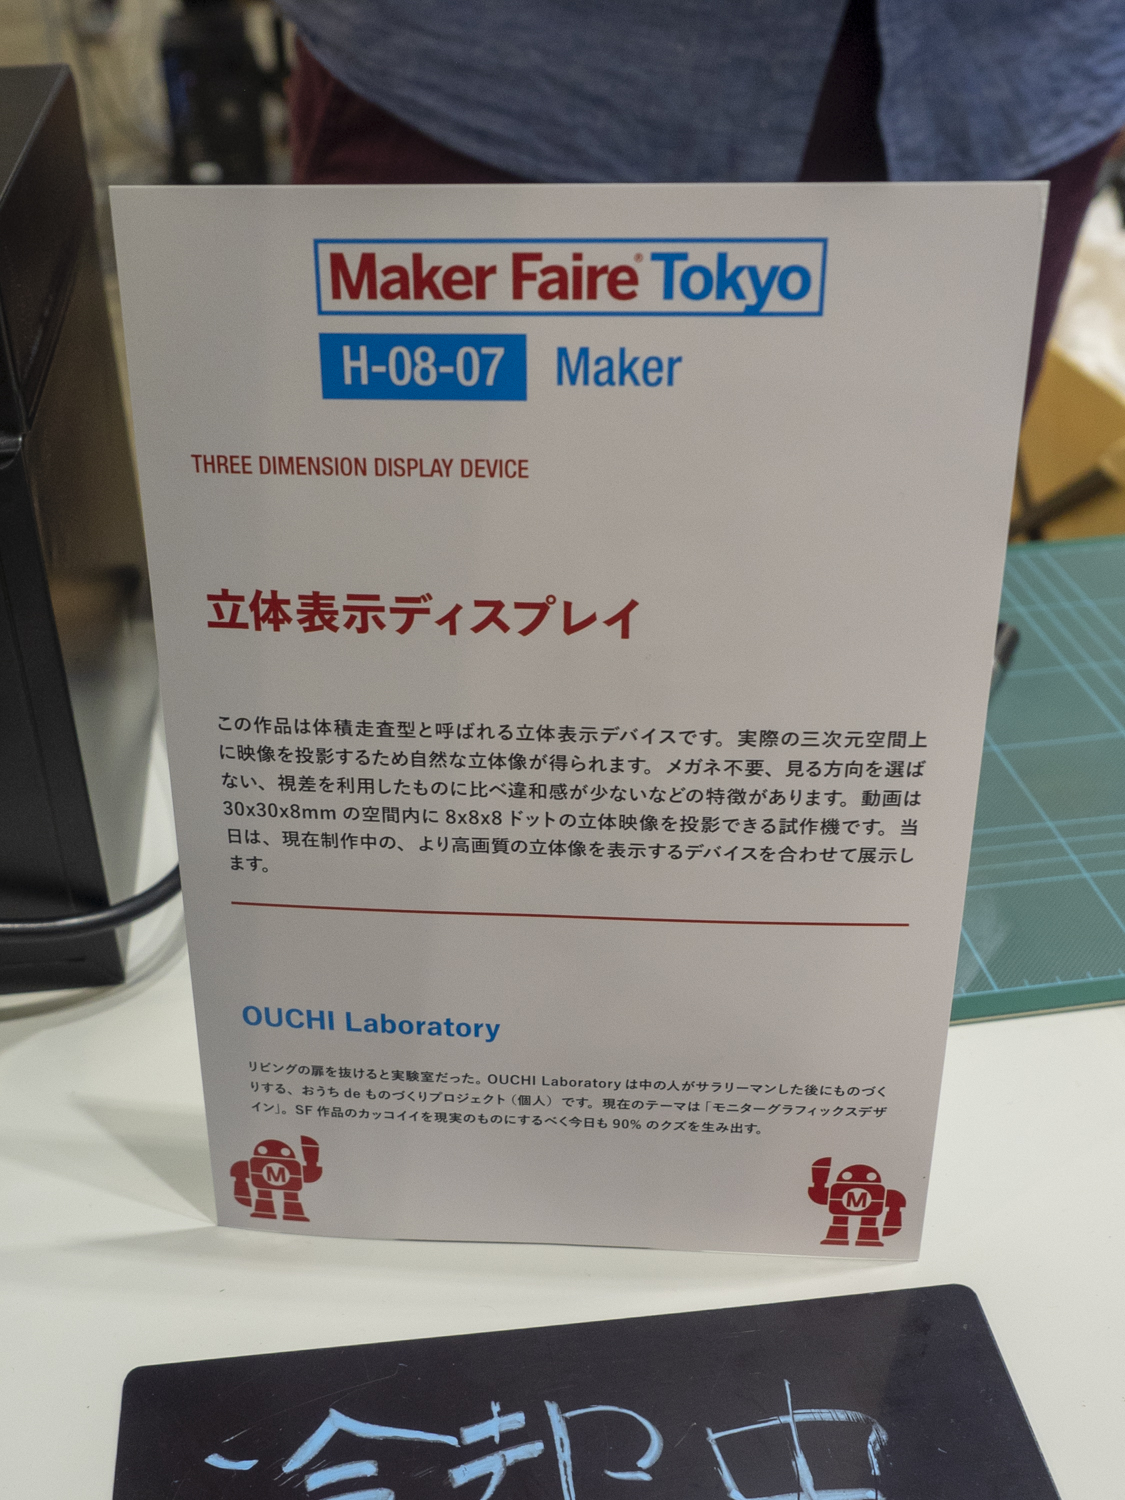 Maker Faire® Tokyo
H-08-07 Maker
THREE DIMENSION DISPLAY DEVICE
立体表示ディスプレイ
この作品は体積走査型と呼ばれる立体表示デバイスです。実際の三次元空間上
に映像を投影するため自然な立体像が得られます。メガネ不要、見る方向を選ば
ない、視差を利用したものに比べ違和感が少ないなどの特徴があります。動画は
30x30x8mm の空間内に 8x8x8 ドットの立体映像を投影できる試作機です。当
日は、現在制作中の、より高画質の立体像を表示するデバイスを合わせて展示し
ます。
OUCHI Laboratory
リビングの扉を抜けると実験室だった。OUCHI Laboratory は中の人がサラリーマンした後にものづく
りする、おうち de ものづくりプロジェクト（個人）です。現在のテーマは「モニターグラフィックスデザ
イン」。SF 作品のカッコイイを現実のものにするべく今日も 90% のクズを生み出す。
M
M
冷却中